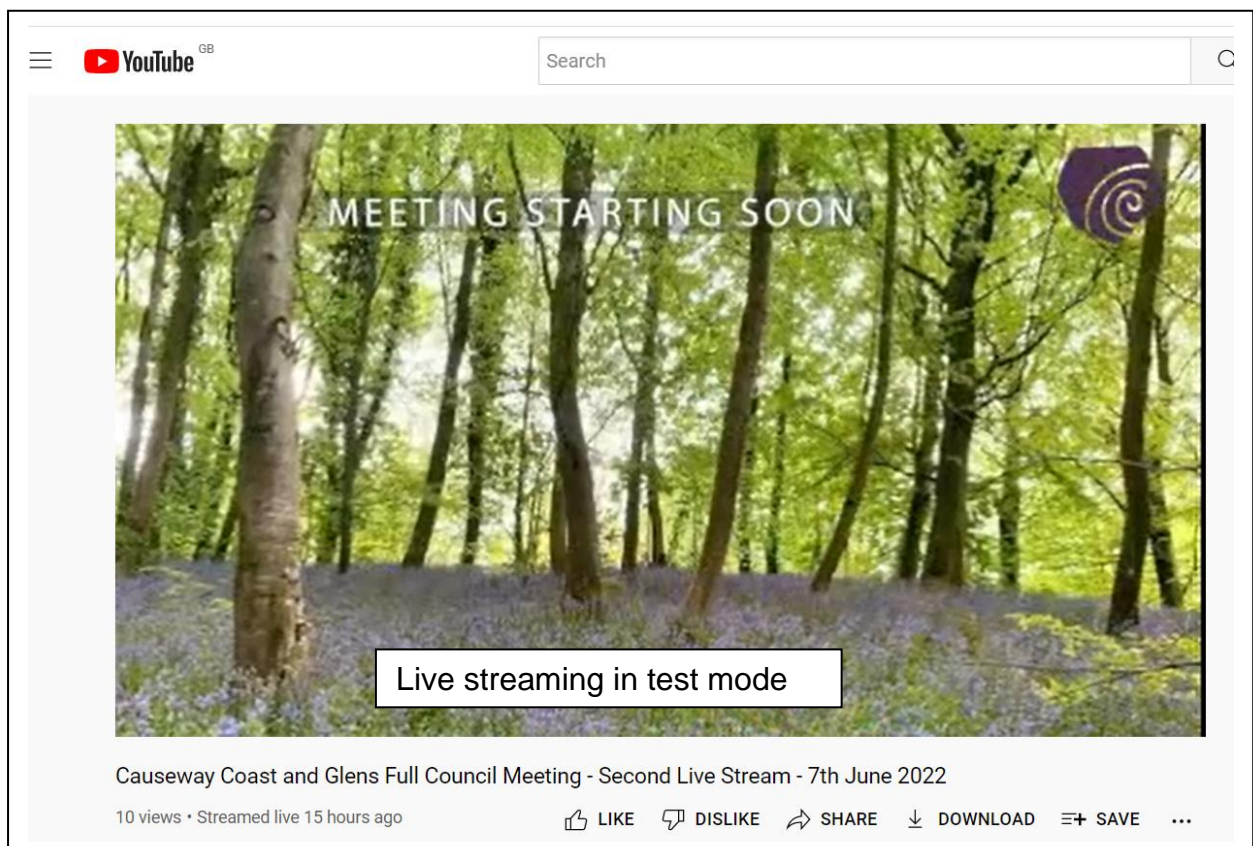 YouTube GB
Search
MEETING STARTING SOON
Live streaming in test mode
Causeway Coast and Glens Full Council Meeting - Second Live Stream - 7th June 2022
10 views • Streamed live 15 hours ago LIKE DISLIKE SHARE DOWNLOAD SAVE ...